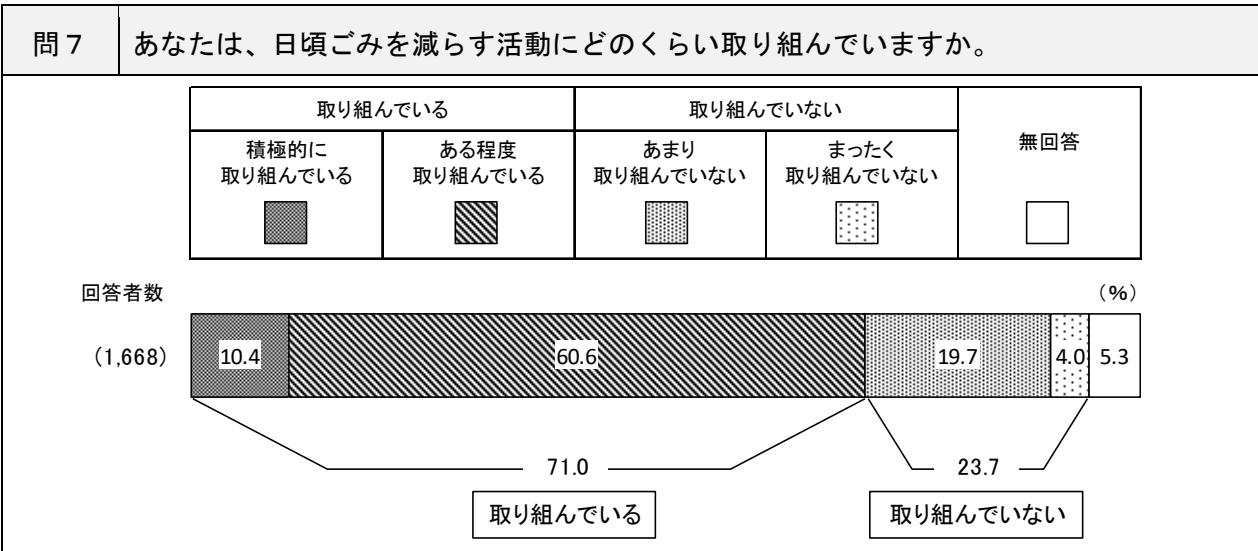 問7 あなたは、日頃ごみを減らす活動にどのくらい取り組んでいますか。
取り組んでいる 取り組んでいない 無回答
積極的に
取り組んでいる
ある程度
取り組んでいる
あまり
取り組んでいない
まったく
取り組んでいない
回答者数 (%)
(1,668) 10.4 60.6 19.7 4.0 5.3
71.0 23.7
取り組んでいる 取り組んでいない